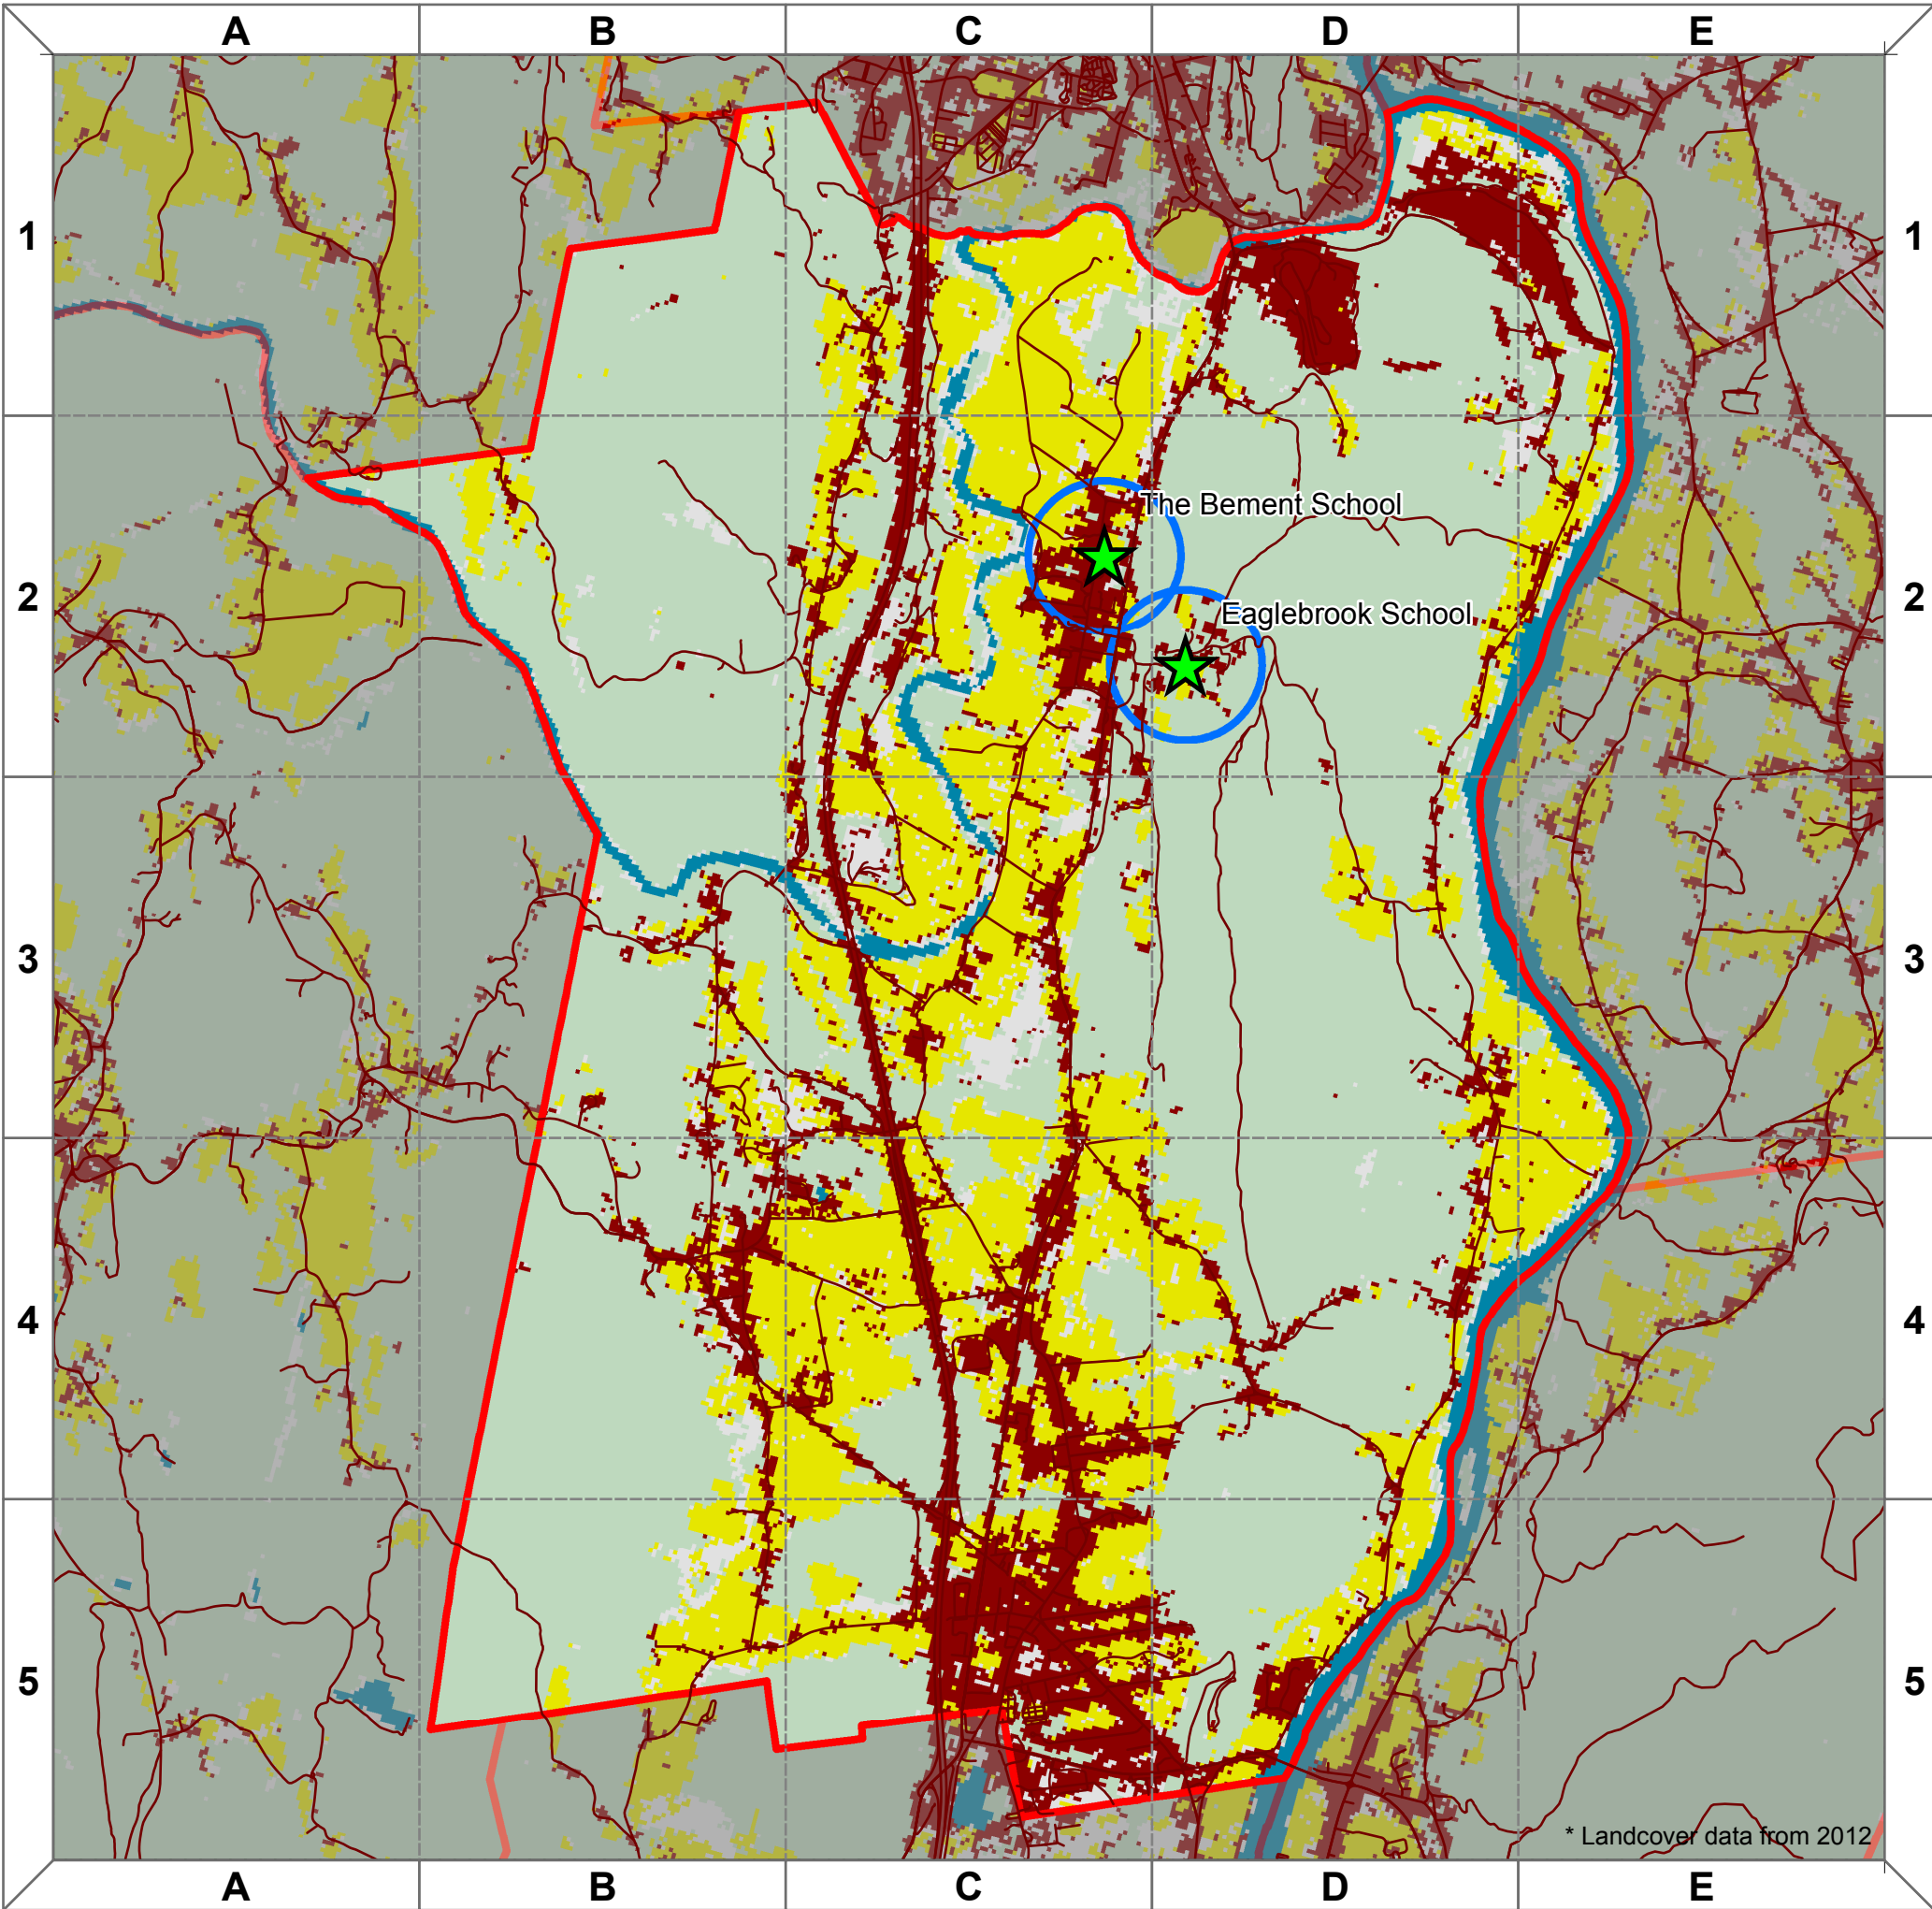 A B C D E
1 1
The Bement School
2 2
Eaglebrook School
3 3
4 4
5 5
* Landcover data from 2012
A B C D E